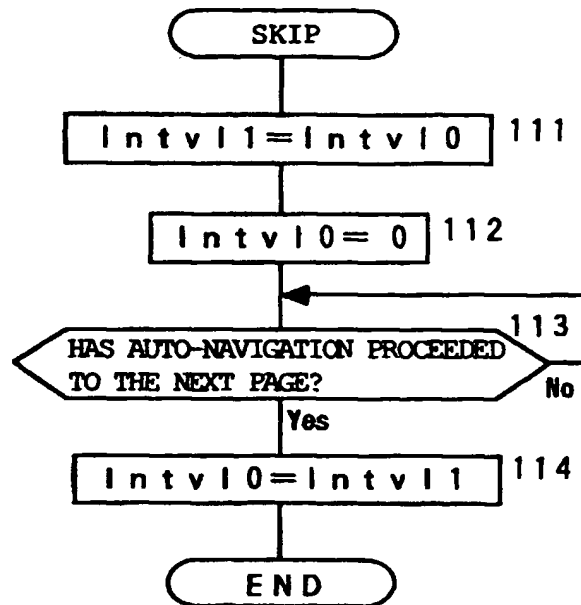 SKIP
Intvl1=Intvl0 111
Intvl0=0 112
113
HAS AUTO-NAVIGATION PROCEEDED
TO THE NEXT PAGE?
No
Yes
Intvl0=Intvl1 114
END